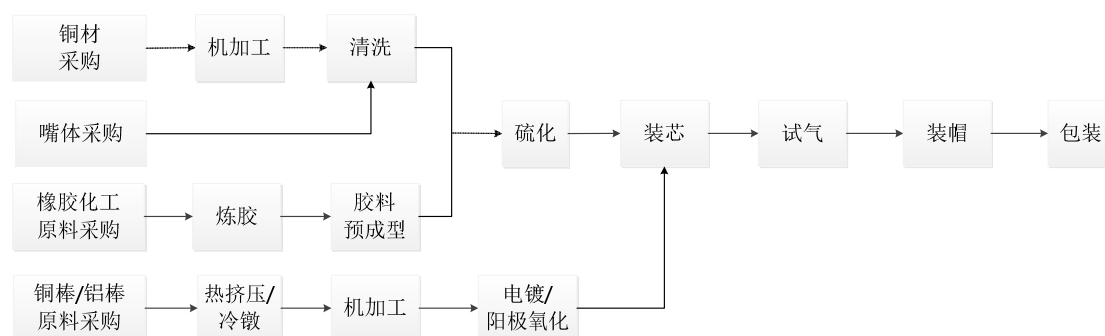 铜材
采购
机加工
清洗
嘴体采购
硫化
装芯
试气
装帽
包装
橡胶化工
原料采购
炼胶
胶料
预成型
铜棒/铝棒
原料采购
热挤压/
冷镦
机加工
电镀/
阳极氧化